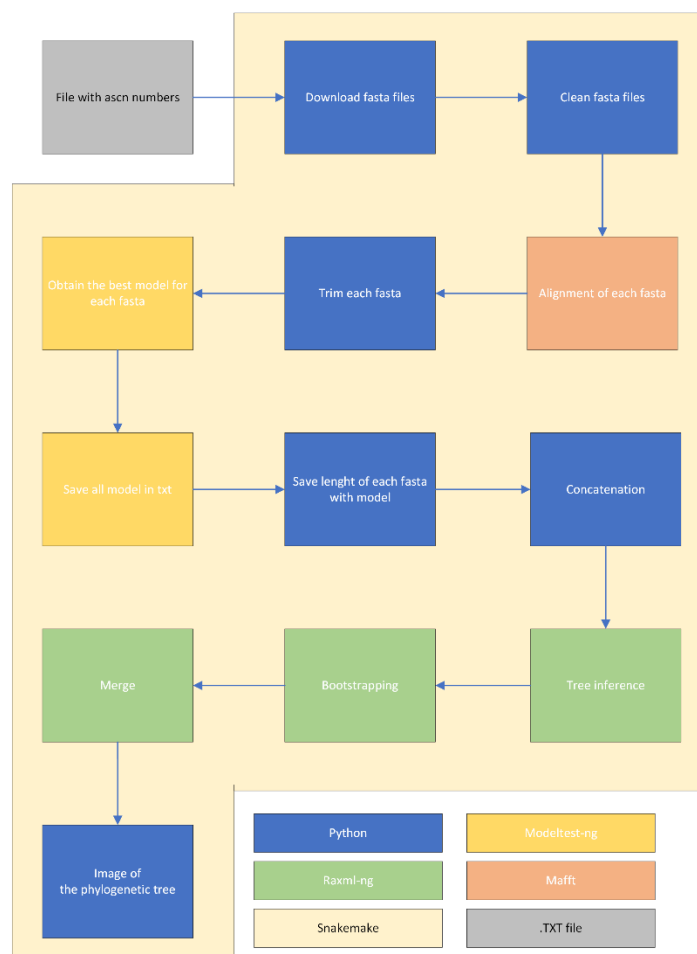 File with ascn numbers
Download fasta files
Clean fasta files
Obtain the best model for
each fasta
Trim each fasta
Alignment of each fasta
Save all model in txt
Save lenght of each fasta
with model
Concatenation
Merge
Bootstrapping
Tree inference
Image of
the phylogenetic tree
Python
Modeltest-ng
Raxml-ng
Mafft
Snakemake
.TXT file